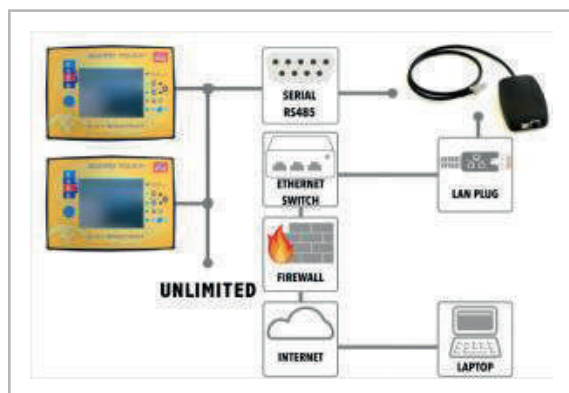 SERIAL
RS485
ETHERNET
SWITCH
LAN PLUG
FIREWALL
UNLIMITED
INTERNET
LAPTOP